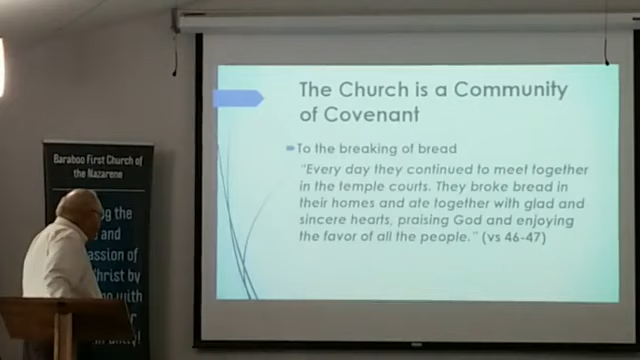 The Church is a Community
of Covenant
To the breaking of bread
"Every day they continued to meet together
in the temple courts. They broke bread in
their homes and ate together with glad and
sincere hearts, praising God and enjoying
the favor of all the people." (vs 46-47)
Baraboo First Church of
the Nazarene
the
and
of
by
with